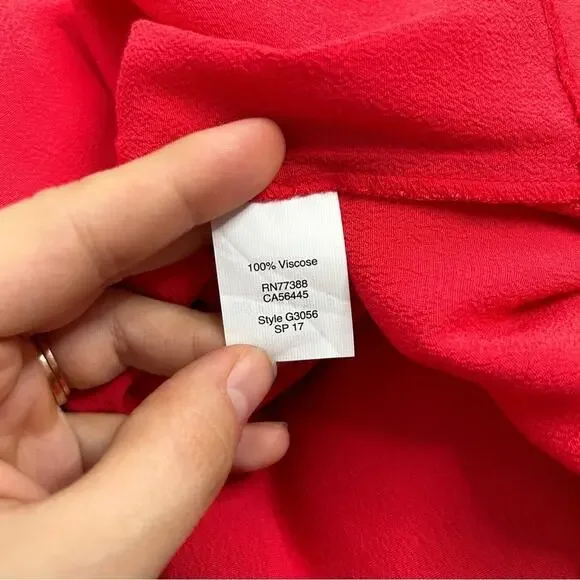 100% Viscose
RN77388
CA56445
Style G3056
SP 17